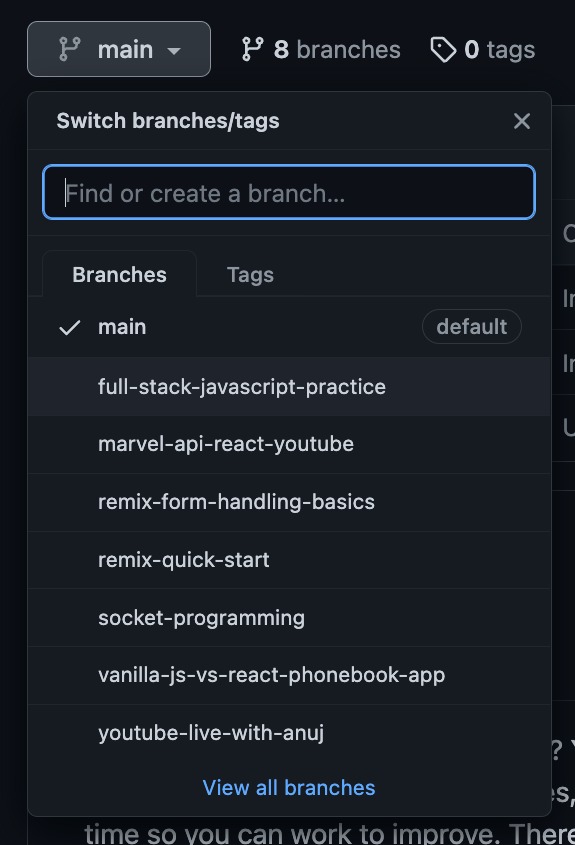 main 8 branches 0 tags
Switch branches/tags
Find or create a branch...
Branches Tags
main default
full-stack-javascript-practice
marvel-api-react-youtube
remix-form-handling-basics
remix-quick-start
socket-programming
vanilla-js-vs-react-phonebook-app
youtube-live-with-anuj
View all branches
time so you can work to improve. There